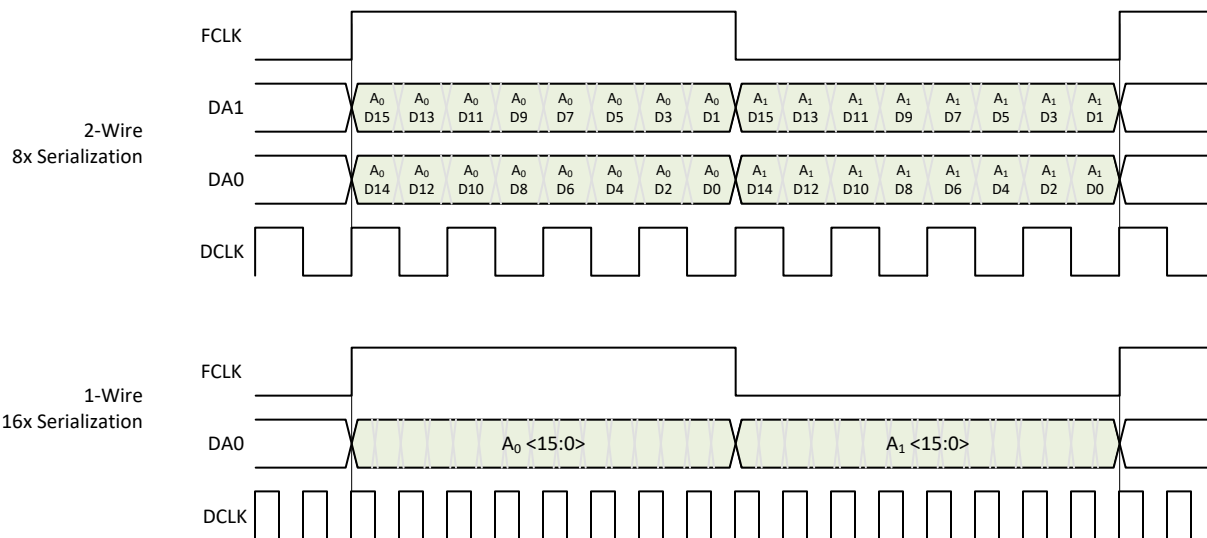 FCLK
DA1
A₀ A₀ A₀ A₀ A₀ A₀ A₀ A₀ A₁ A₁ A₁ A₁ A₁ A₁ A₁ A₁
D15 D13 D11 D9 D7 D5 D3 D1 D15 D13 D11 D9 D7 D5 D3 D1
2-Wire
8x Serialization
DA0
A₀ A₀ A₀ A₀ A₀ A₀ A₀ A₀ A₁ A₁ A₁ A₁ A₁ A₁ A₁ A₁
D14 D12 D10 D8 D6 D4 D2 D0 D14 D12 D10 D8 D6 D4 D2 D0
DCLK
FCLK
1-Wire
16x Serialization
DA0 A₀ <15:0> A₁ <15:0>
DCLK